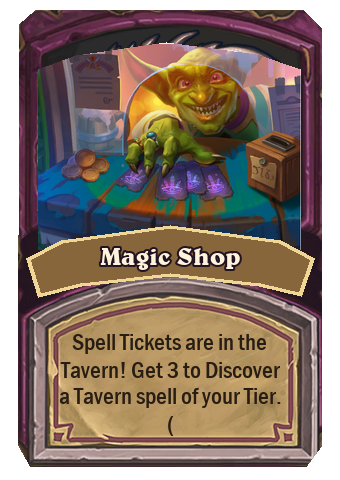 Magic Shop
Spell Tickets are in the
Tavern! Get 3 to Discover
a Tavern spell of your Tier.
(